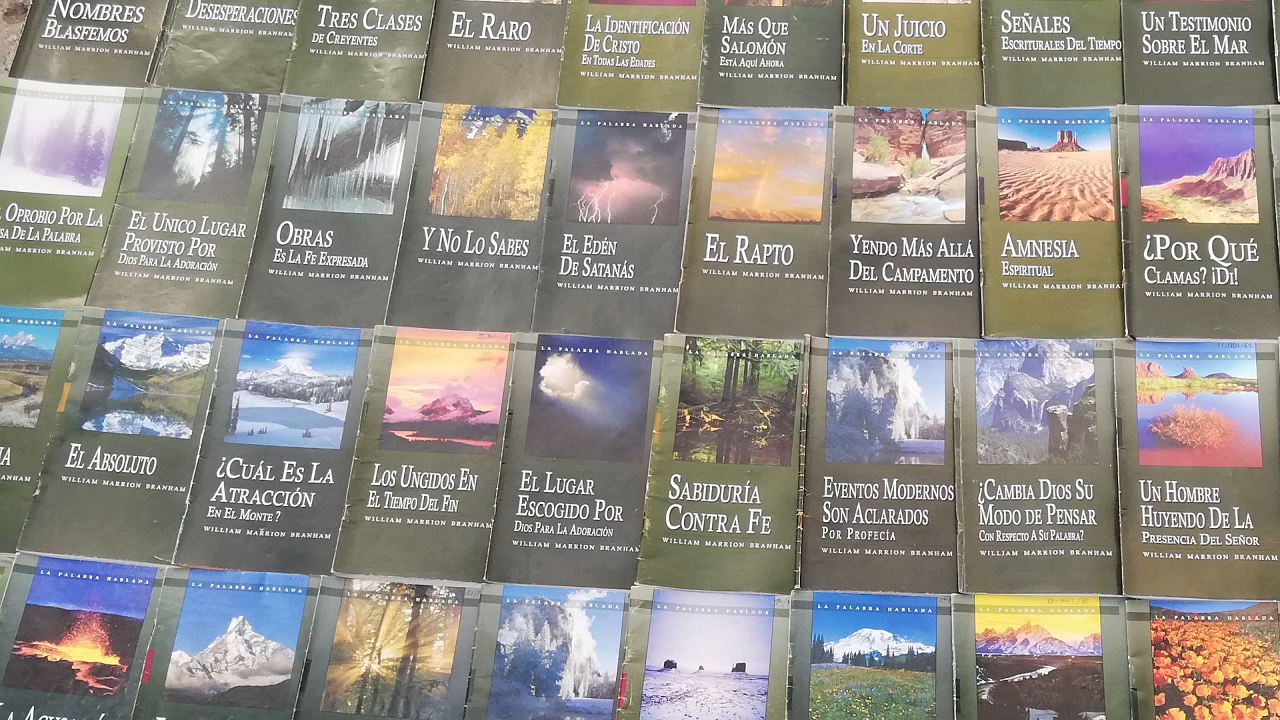 NOMBRES
BLASFEMOS
WILLIAM MARRION BRANHAM
DESESPERACIONES
WILLIAM MARRION BRANHAM
TRES CLASES
DE CREYENTES
WILLIAM MARRION BRANHAM
EL RARO
WILLIAM MARRION BRANHAM
LA IDENTIFICACIÓN
DE CRISTO
EN TODAS LAS EDADES
WILLIAM MARRION BRANHAM
MÁS QUE
SALOMÓN
ESTÁ AQUÍ AHORA
WILLIAM MARRION BRANHAM
UN JUICIO
EN LA CORTE
WILLIAM MARRION BRANHAM
SEÑALES
ESCRITURALES DEL TIEMPO
WILLIAM MARRION BRANHAM
UN TESTIMONIO
SOBRE EL MAR
WILLIAM MARRION BRANHAM
OPROBIO POR LA
DE LA PALABRA
MARRION BRANHAM
LA PALABRA HABLADA
EL UNICO LUGAR
PROVISTO POR
DIOS PARA LA ADORACIÓN
WILLIAM MARRION BRANHAM
LA PALABRA HABLADA
OBRAS
ES LA FE EXPRESADA
WILLIAM MARRION BRANHAM
LA PALABRA HABLADA
Y NO LO SABES
WILLIAM MARRION BRANHAM
LA PALABRA HABLADA
EL EDÉN
DE SATANÁS
WILLIAM MARRION BRANHAM
LA PALABRA HABLADA
EL RAPTO
WILLIAM MARRION BRANHAM
LA PALABRA HABLADA
YENDO MÁS ALLÁ
DEL CAMPAMENTO
WILLIAM MARRION BRANHAM
LA PALABRA HABLADA
AMNESIA
ESPIRITUAL
WILLIAM MARRION BRANHAM
LA PALABRA HABLADA
¿POR QUÉ
CLAMAS? ¡DI!
WILLIAM MARRION BRANHAM
PALABRA HABLADA
BRANHAM
LA PALABRA HABLADA
EL ABSOLUTO
WILLIAM MARRION BRANHAM
LA PALABRA HABLADA
¿CUÁL ES LA
ATRACCIÓN
EN EL MONTE?
WILLIAM MARRION BRANHAM
LA PALABRA HABLADA
LOS UNGIDOS EN
EL TIEMPO DEL FIN
WILLIAM MARRION BRANHAM
LA PALABRA HABLADA
EL LUGAR
ESCOGIDO POR
DIOS PARA LA ADORACIÓN
WILLIAM MARRION BRANHAM
LA PALABRA HABLADA
SABIDURÍA
CONTRA FE
WILLIAM MARRION BRANHAM
LA PALABRA HABLADA
EVENTOS MODERNOS
SON ACLARADOS
POR PROFECÍA
WILLIAM MARRION BRANHAM
LA PALABRA HABLADA
¿CAMBIA DIOS SU
MODO DE PENSAR
CON RESPECTO A SU PALABRA?
WILLIAM MARRION BRANHAM
LA PALABRA HABLADA
UN HOMBRE
HUYENDO DE LA
PRESENCIA DEL SEÑOR
WILLIAM MARRION BRANHAM
LA PALABRA HABLADA
LA PALABRA HABLADA
LA PALABRA HABLADA
LA PALABRA HABLADA
LA PALABRA HABLADA
LA PALABRA HABLADA
LA PALABRA HABLADA
LA PALABRA HABLADA